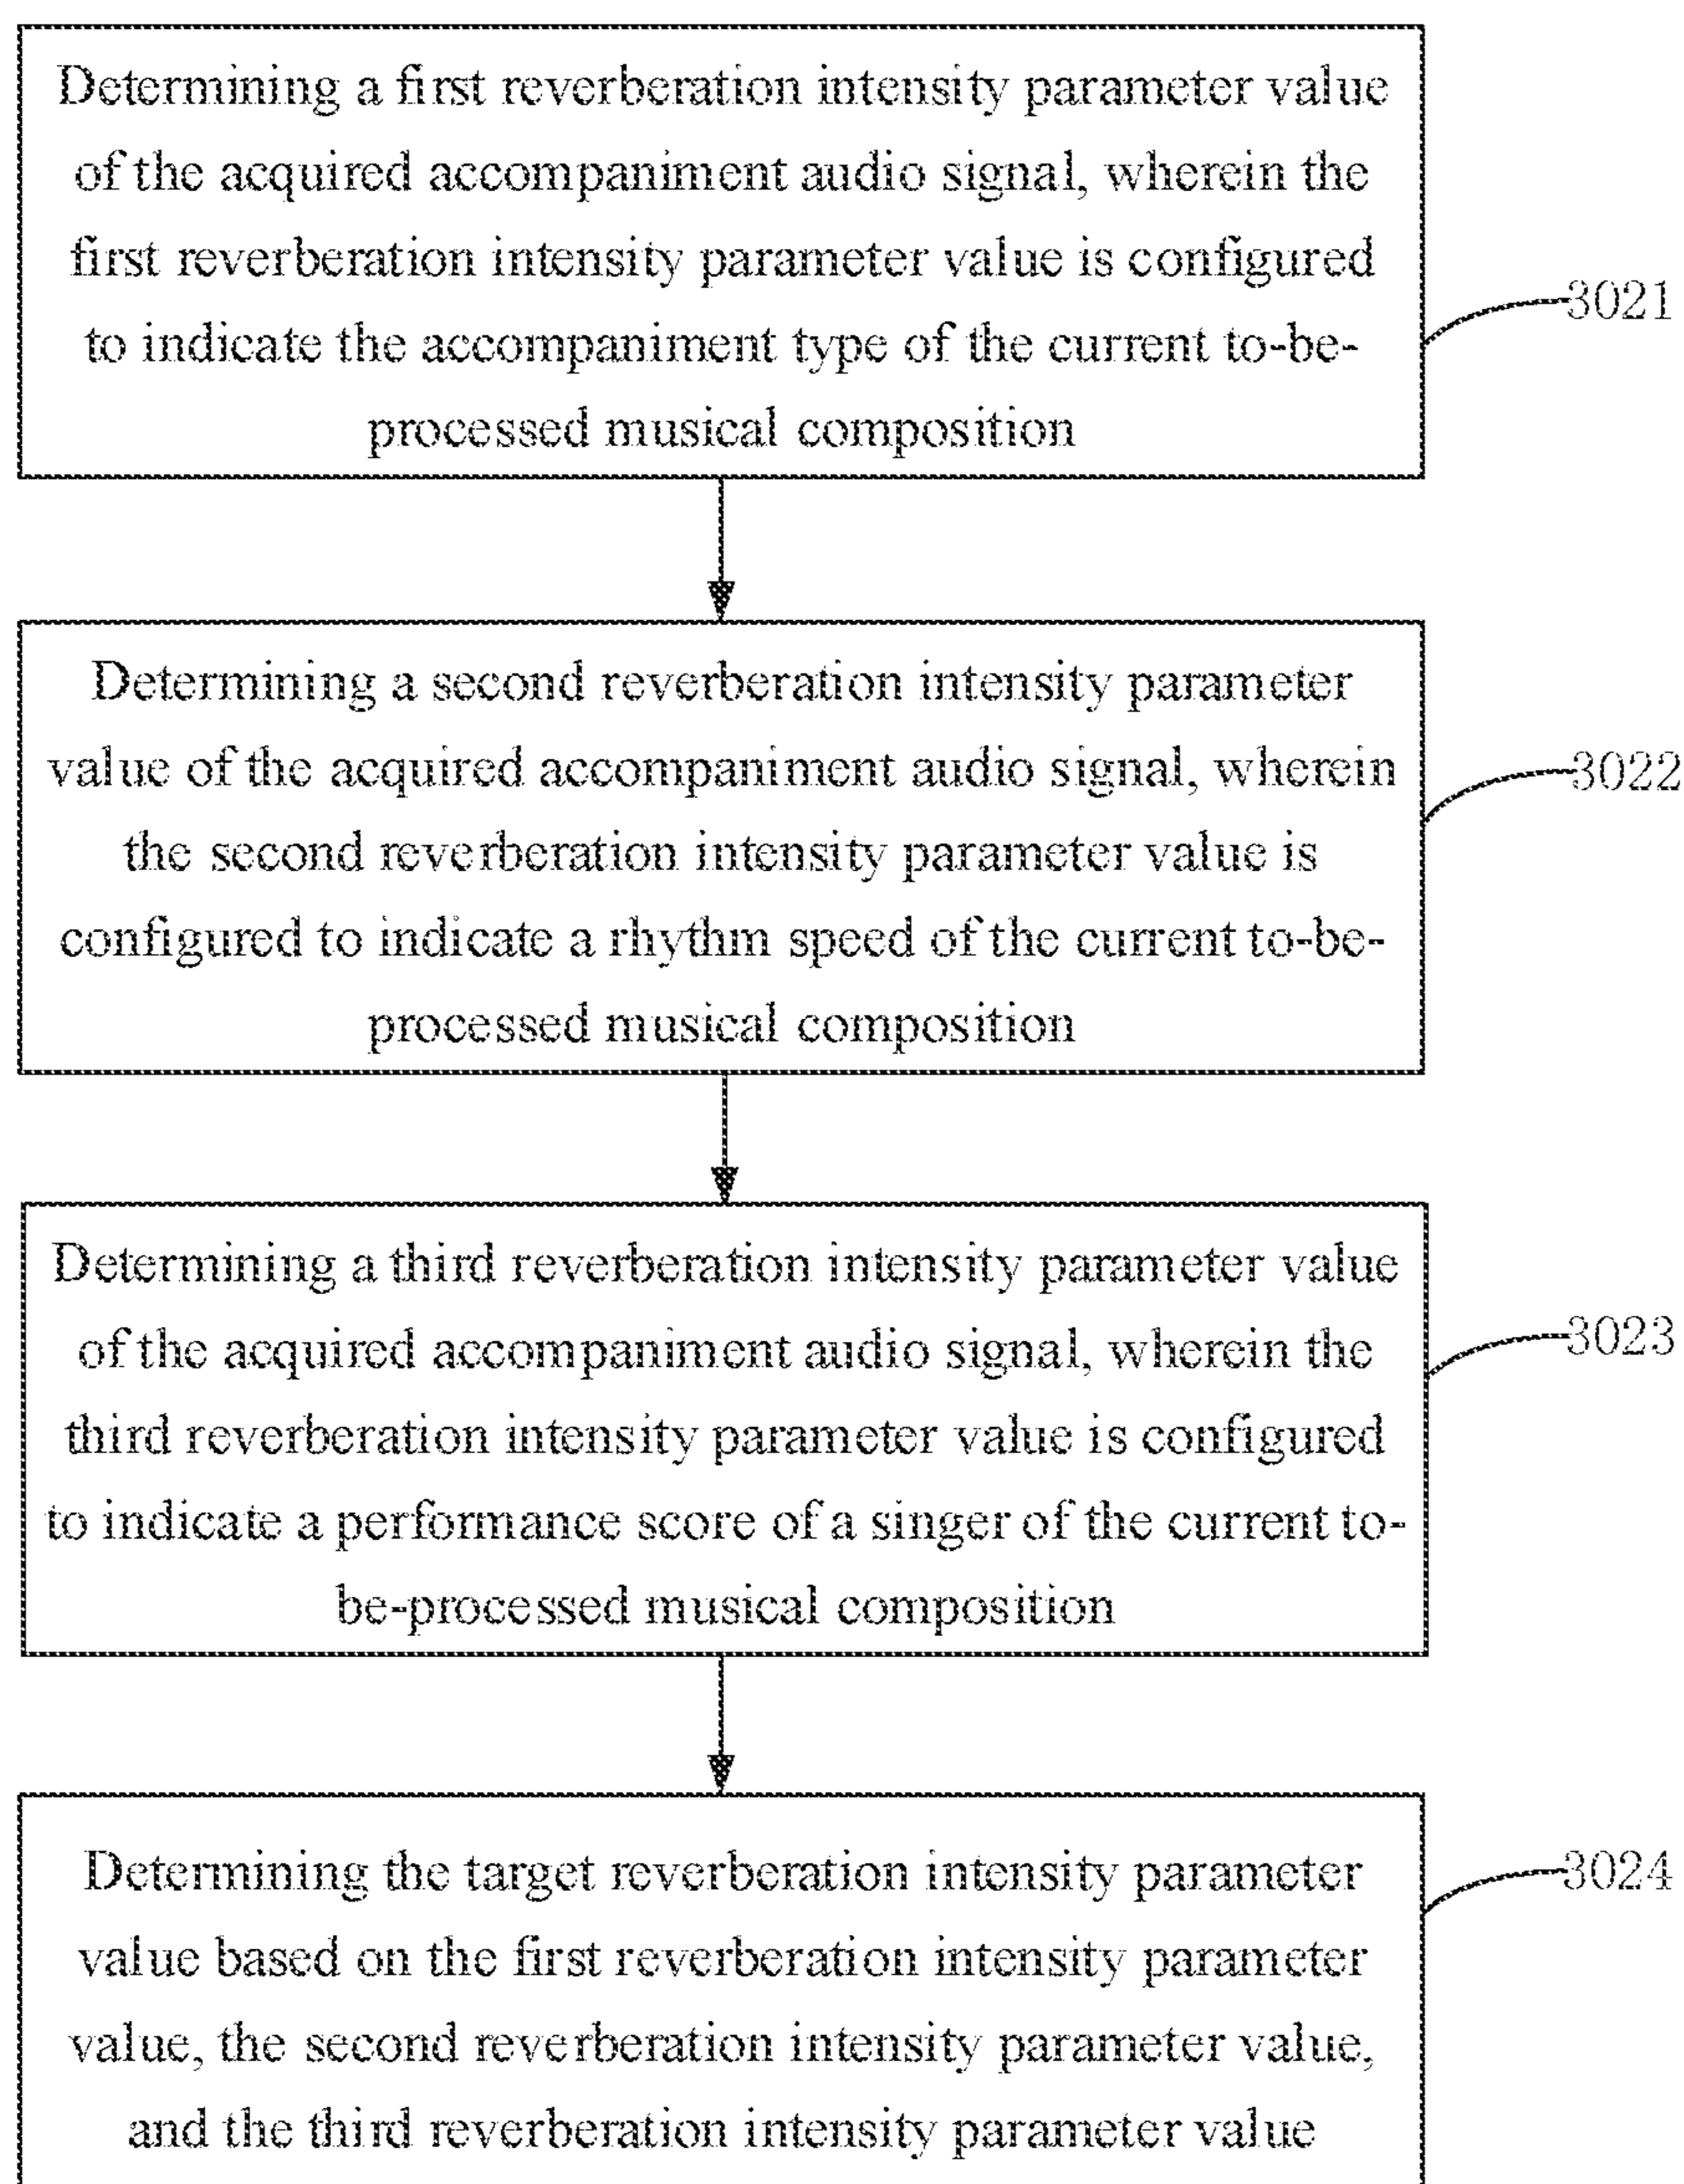 Determining a first reverberation intensity parameter value
of the acquired accompaniment audio signal, wherein the
first reverberation intensity parameter value is configured
to indicate the accompaniment type of the current to-be-
processed musical composition
3021
Determining a second reverberation intensity parameter
value of the acquired accompaniment audio signal, wherein
the second reverberation intensity parameter value is
configured to indicate a rhythm speed of the current to-be-
processed musical composition
3022
Determining a third reverberation intensity parameter value
of the acquired accompaniment audio signal, wherein the
third reverberation intensity parameter value is configured
to indicate a performance score of a singer of the current to-
be-processed musical composition
3023
Determining the target reverberation intensity parameter
value based on the first reverberation intensity parameter
value, the second reverberation intensity parameter value,
and the third reverberation intensity parameter value
3024